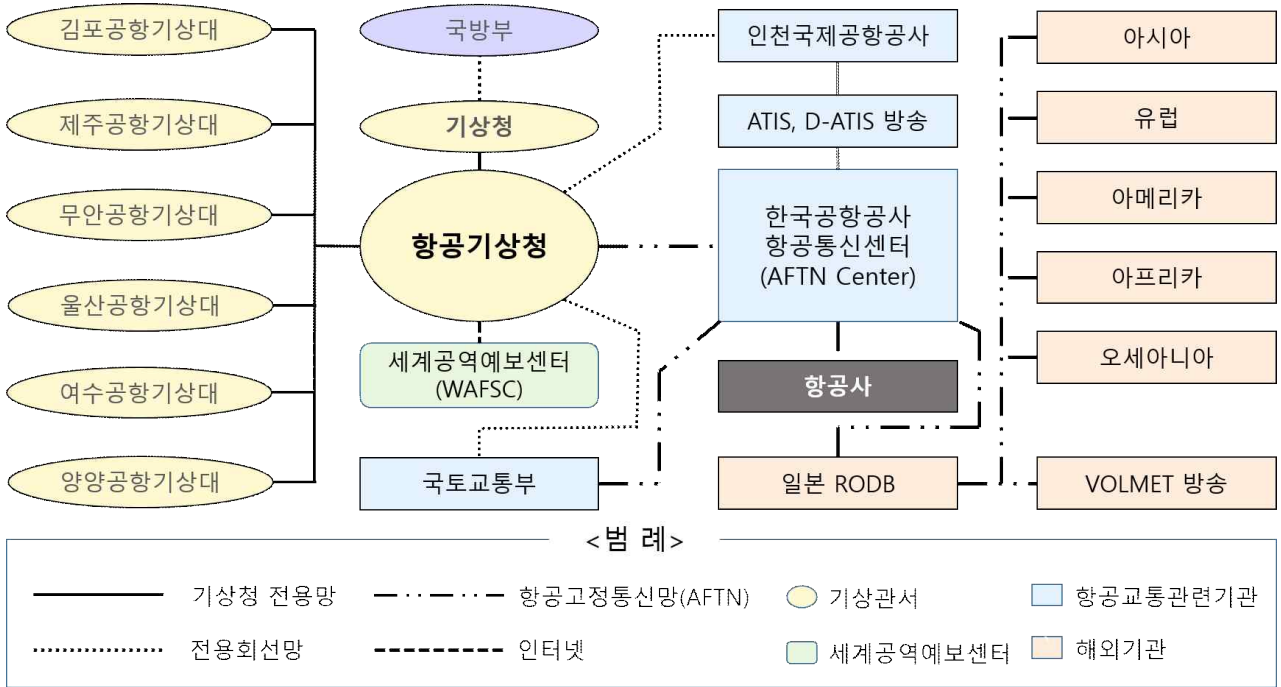 김포공항기상대
제주공항기상대
무안공항기상대
울산공항기상대
여수공항기상대
양양공항기상대
국방부
기상청
항공기상청
세계공역예보센터
(WAFSC)
국토교통부
인천국제공항공사
ATIS, D-ATIS 방송
한국공항공사
항공통신센터
(AFTN Center)
항공사
일본 RODB
아시아
유럽
아메리카
아프리카
오세아니아
VOLMET 방송
<범 례>
기상청 전용망
항공고정통신망(AFTN)
기상관서
항공교통관련기관
전용회선망
인터넷
세계공역예보센터
해외기관